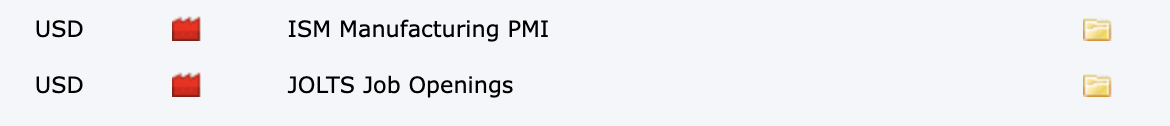 USD ISM Manufacturing PMI
USD JOLTS Job Openings